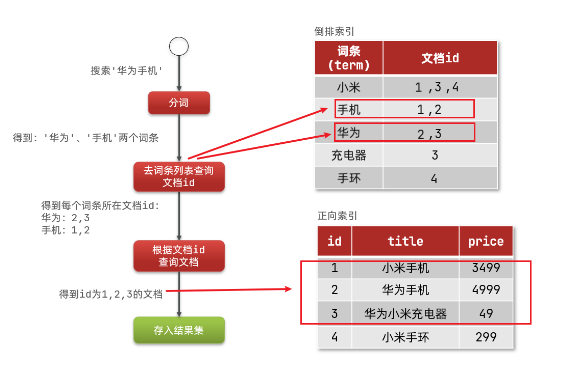 搜索'华为手机'
分词
得到: '华为'、'手机'两个词条
去词条列表查询
文档id
得到每个词条所在文档id:
华为: 2,3
手机: 1,2
根据文档id
查询文档
得到id为1,2,3的文档
存入结果集
倒排索引
词条 文档id
(term)
小米 1 ,3 ,4
手机 1,2
华为 2,3
充电器 3
手环 4
正向索引
id title price
1 小米手机 3499
2 华为手机 4999
3 华为小米充电器 49
4 小米手环 299